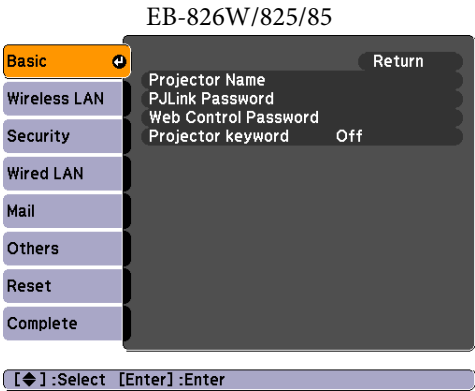 EB-826W/825/85
Basic
Return
Projector Name
Wireless LAN
PJLink Password
Web Control Password
Security
Projector keyword Off
Wired LAN
Mail
Others
Reset
Complete
[◆] :Select [Enter] :Enter